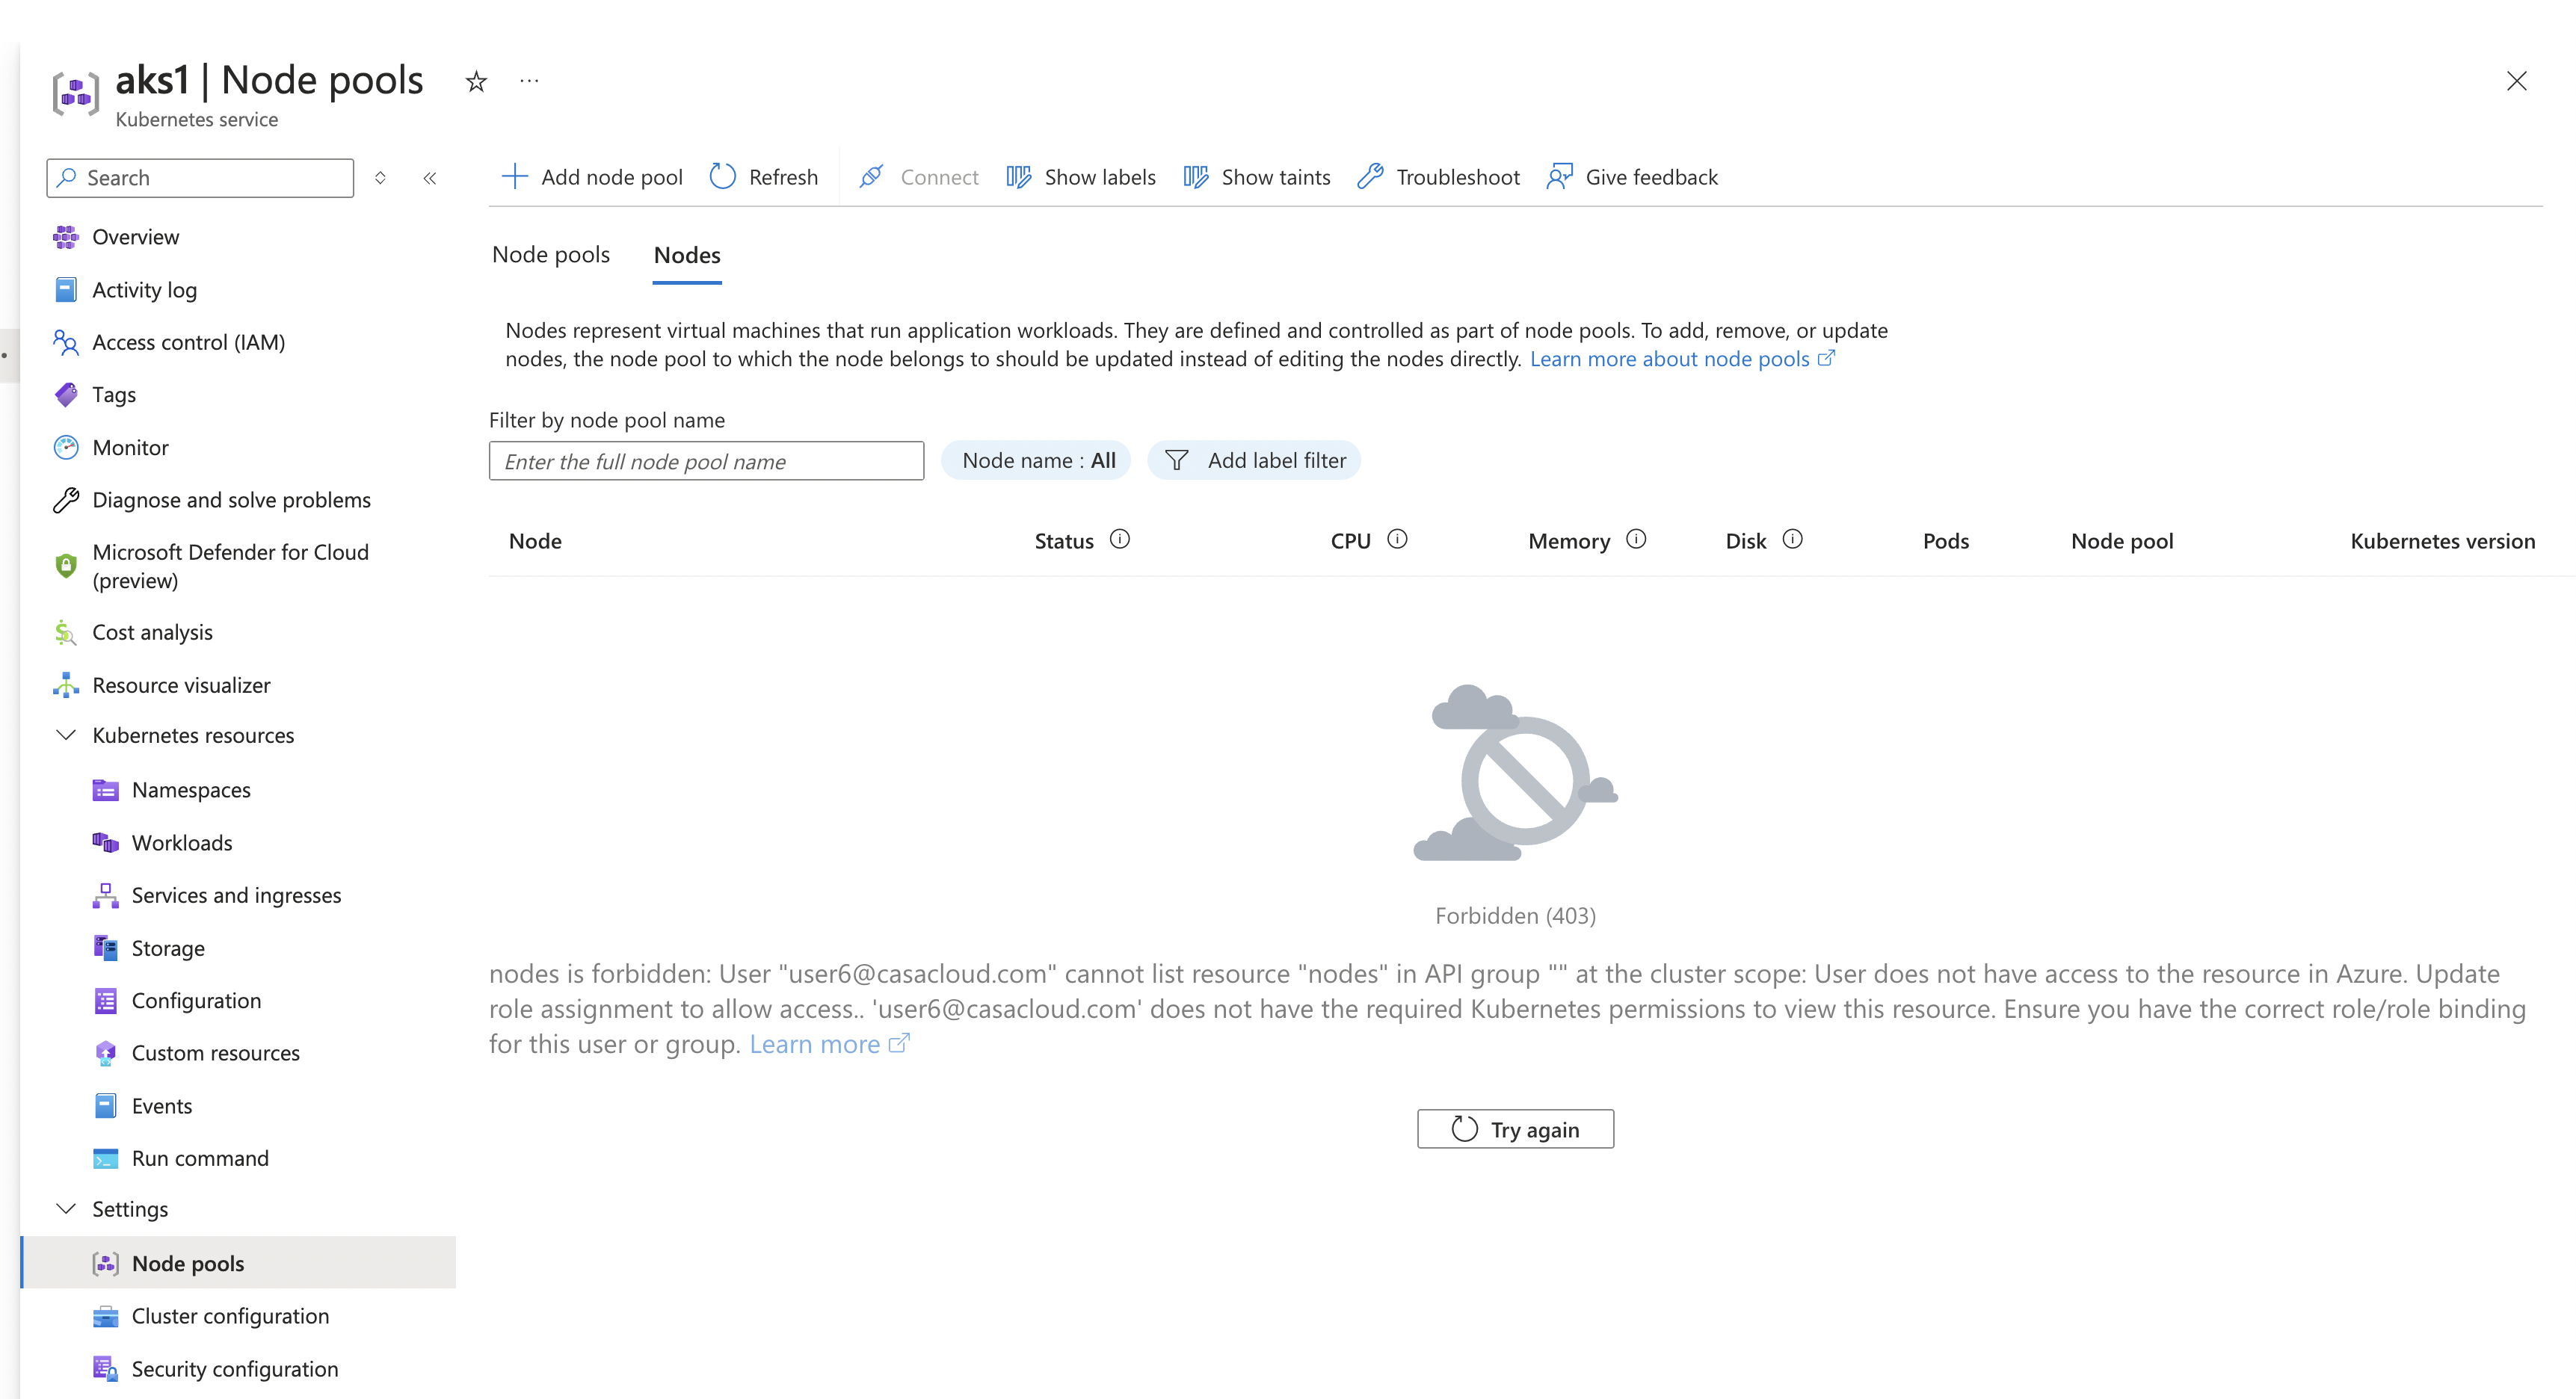 aks1 | Node pools
Kubernetes service
Search
Overview
Activity log
Access control (IAM)
Tags
Monitor
Diagnose and solve problems
Microsoft Defender for Cloud
(preview)
Cost analysis
Resource visualizer
Kubernetes resources
Namespaces
Workloads
Services and ingresses
Storage
Configuration
Custom resources
Events
Run command
Settings
Node pools
Cluster configuration
Security configuration
Add node pool
Refresh
Connect
Show labels
Show taints
Troubleshoot
Give feedback
Node pools
Nodes
Nodes represent virtual machines that run application workloads. They are defined and controlled as part of node pools. To add, remove, or update
nodes, the node pool to which the node belongs to should be updated instead of editing the nodes directly. Learn more about node pools
Filter by node pool name
Enter the full node pool name
Node name : All
Add label filter
Node
Status
CPU
Memory
Disk
Pods
Node pool
Kubernetes version
Forbidden (403)
nodes is forbidden: User "user6@casacloud.com" cannot list resource "nodes" in API group "" at the cluster scope: User does not have access to the resource in Azure. Update
role assignment to allow access.. 'user6@casacloud.com' does not have the required Kubernetes permissions to view this resource. Ensure you have the correct role/role binding
for this user or group. Learn more
Try again